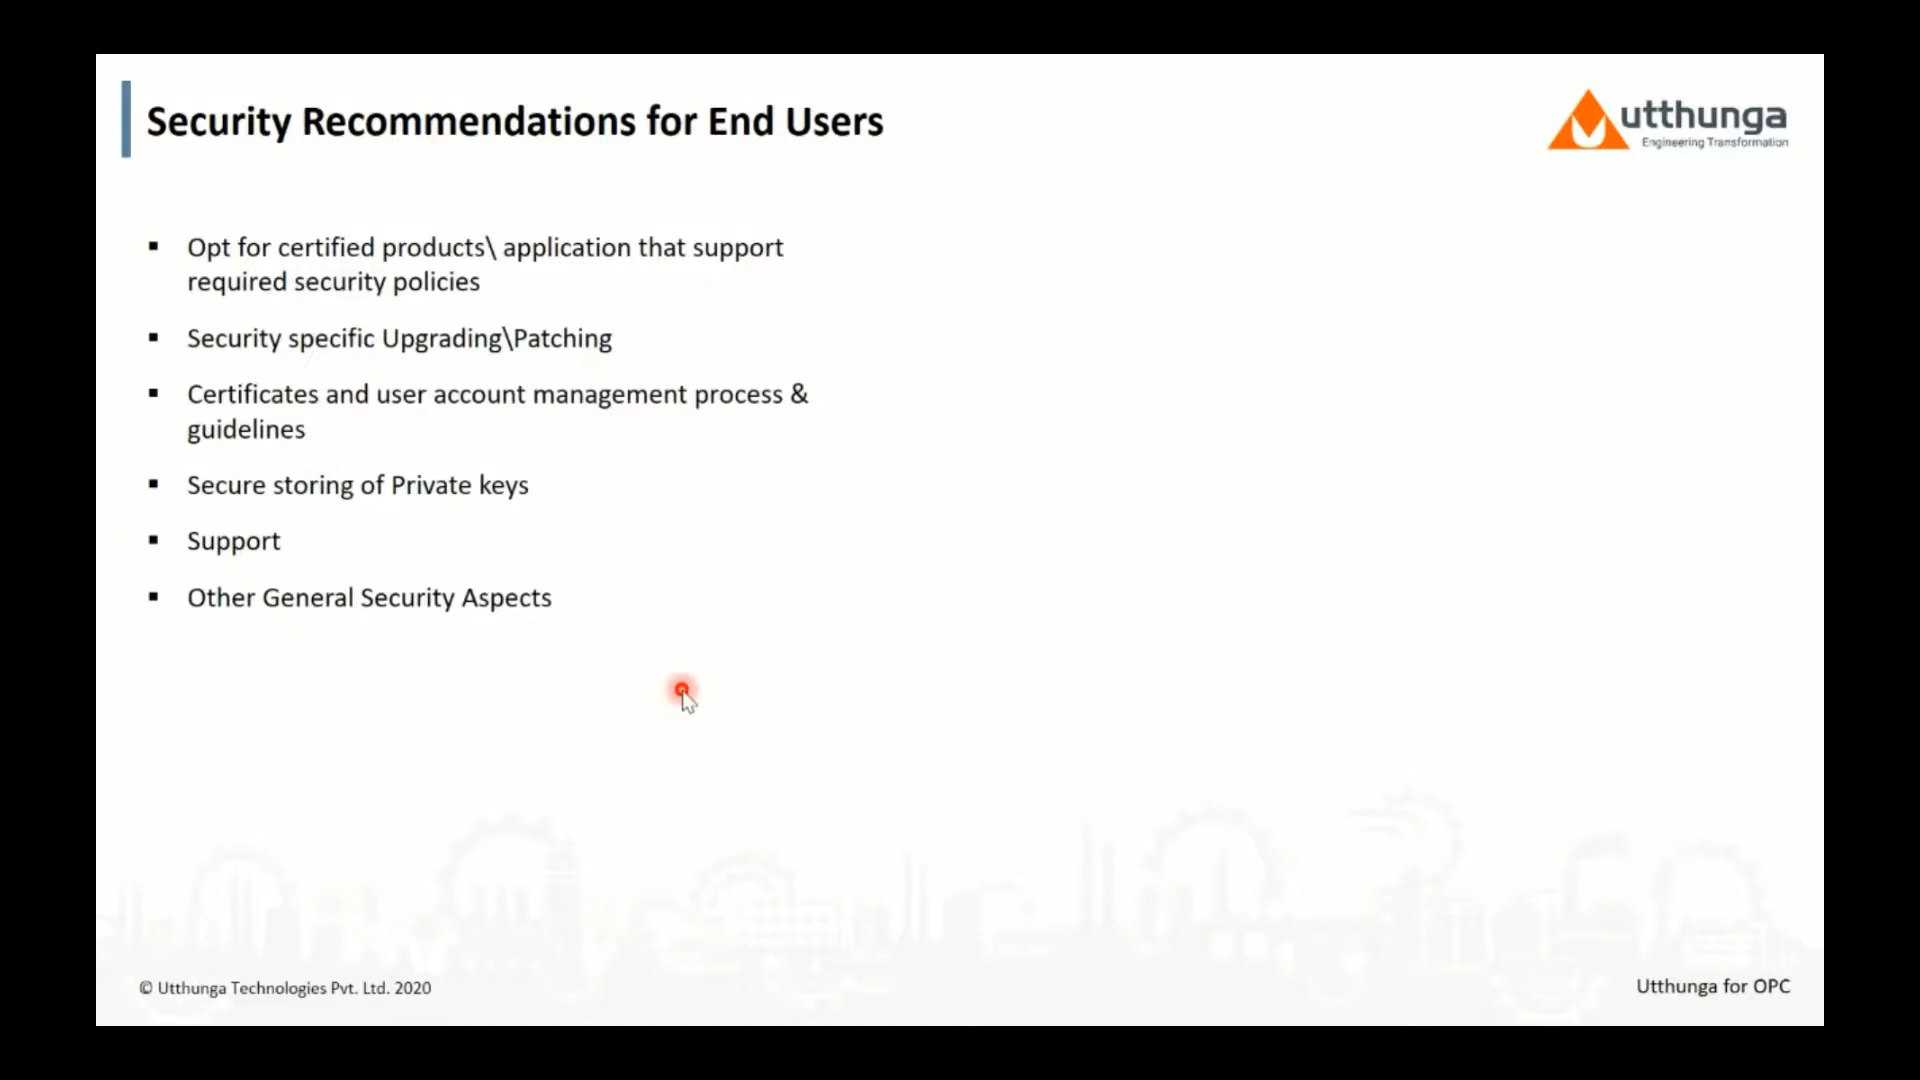 Security Recommendations for End Users
utthunga
Engineering Transformation
▪ Opt for certified products\ application that support
required security policies
▪ Security specific Upgrading\Patching
▪ Certificates and user account management process &
guidelines
▪ Secure storing of Private keys
▪ Support
▪ Other General Security Aspects
© Utthunga Technologies Pvt. Ltd. 2020
Utthunga for OPC